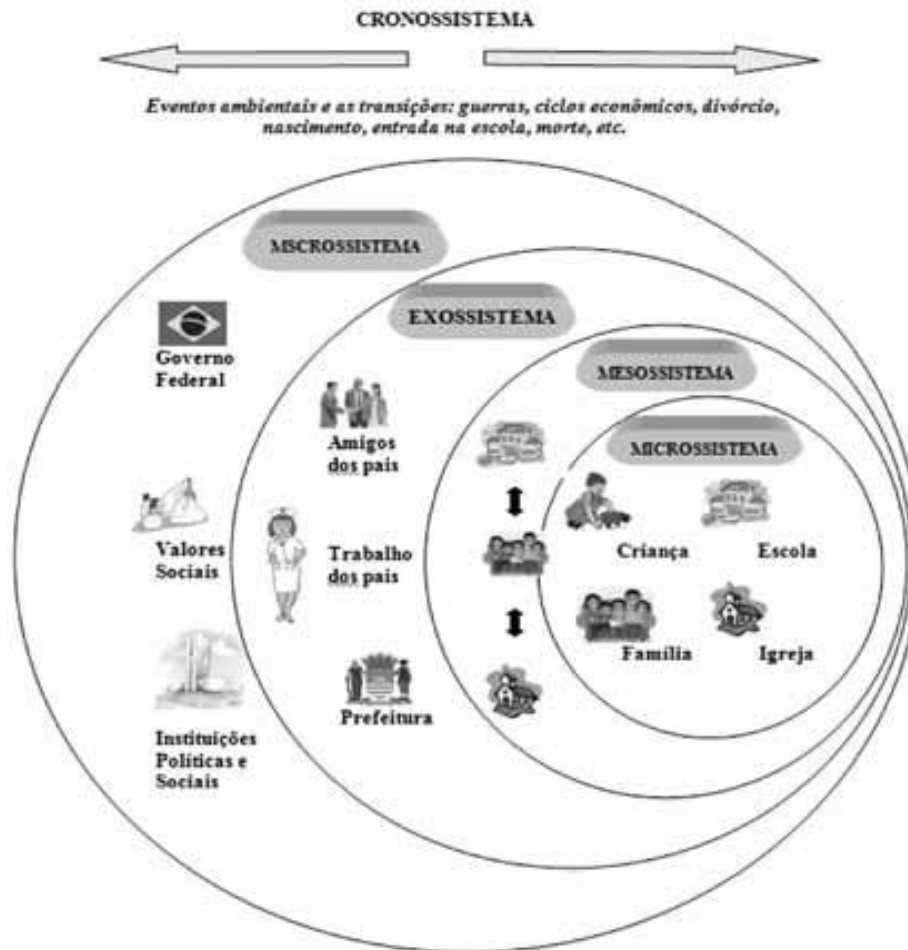 CRONOSSISTEMA
Eventos ambientais e as transições: guerras, ciclos econômicos, divórcio,
nascimento, entrada na escola, morte, etc.
MSCROSSISTEMA
EXOSSISTEMA
MESOSSISTEMA
MICROSSISTEMA
Governo
Federal
Amigos
dos pais
Criança
Escola
Valores
Sociais
Trabalho
dos pais
Família
Igreja
Prefeitura
Instituições
Políticas e
Sociais